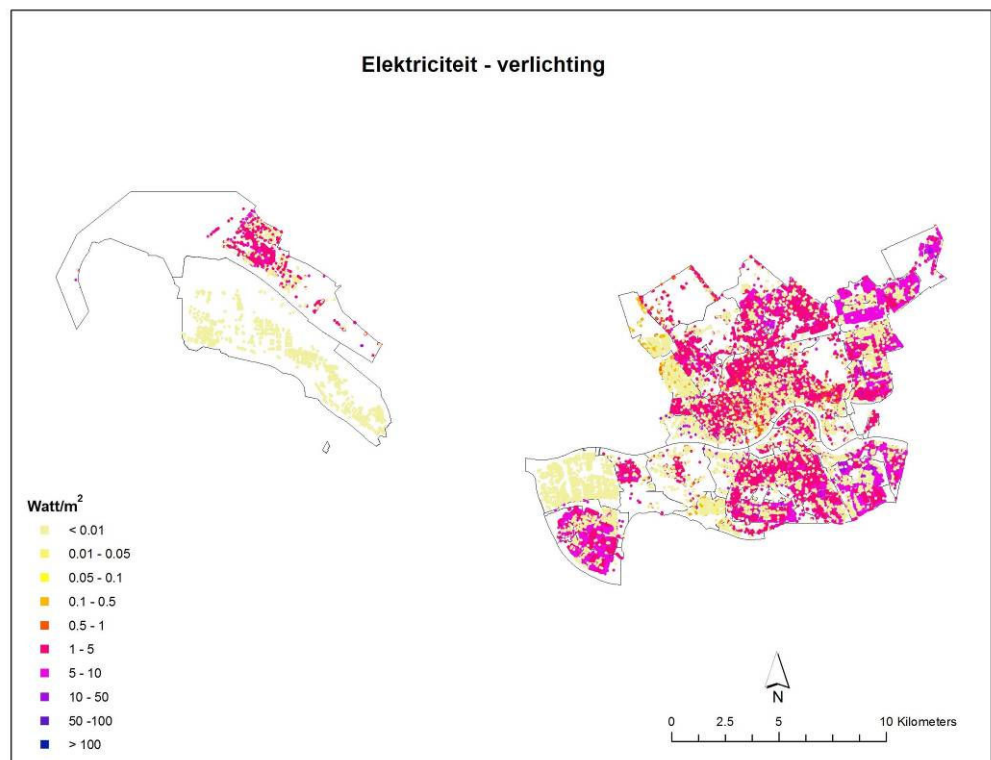 Elektriciteit - verlichting
Watt/m²
< 0.01
0.01 - 0.05
0.05 - 0.1
0.1 - 0.5
0.5 - 1
1 - 5
5 - 10
10 - 50
50 -100
> 100
N
0 2.5 5 10 Kilometers